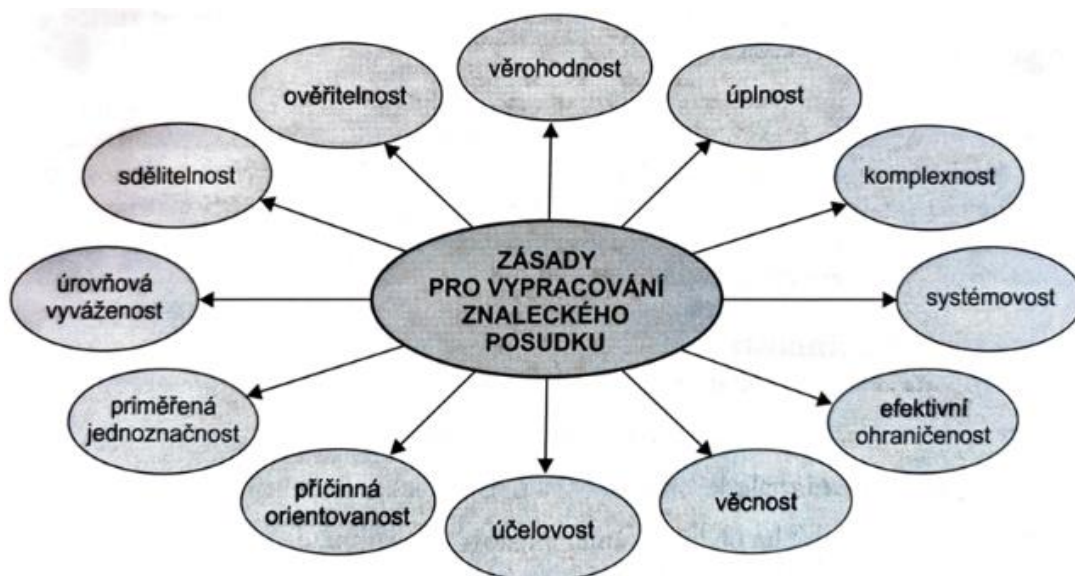 ZÁSADY
PRO VYPRACOVÁNÍ
ZNALECKÉHO
POSUDKU
věrohodnost
úplnost
komplexnost
systémovost
efektivní
ohraničenost
věcnost
účelovost
příčinná
orientovanost
príměřená
jednoznačnost
úrovňová
vyváženost
sdělitelnost
ověřitelnost